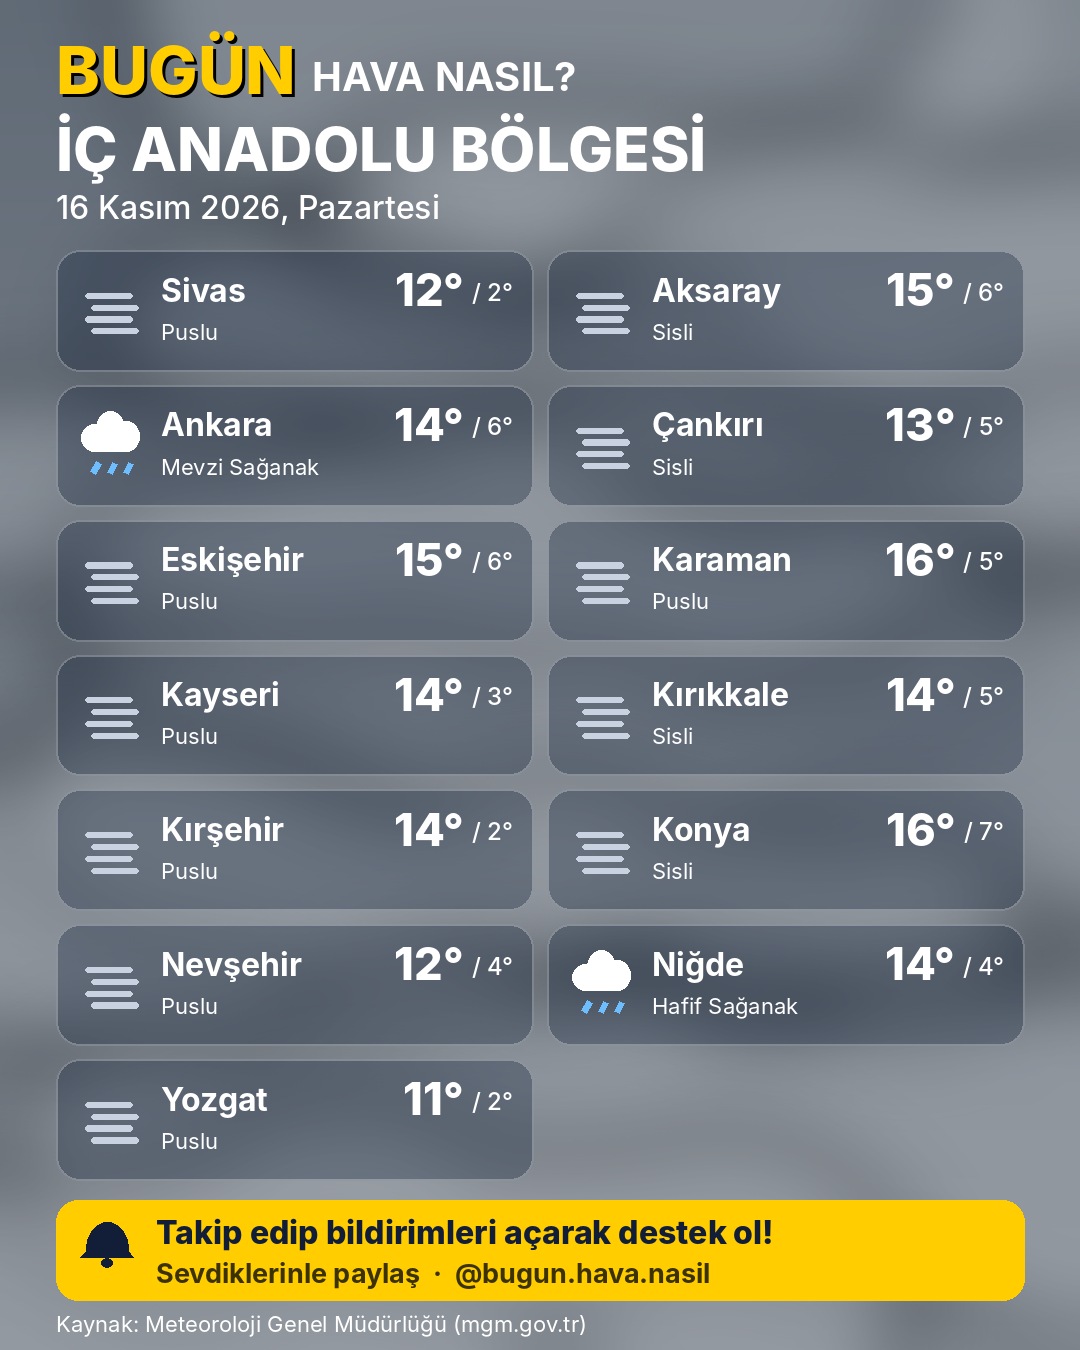 BUGÜN HAVA NASIL?
İÇ ANADOLU BÖLGESİ
16 Kasım 2026, Pazartesi
Sivas 12° / 2°
Puslu
Aksaray 15° / 6°
Sisli
Ankara 14° / 6°
Mevzi Sağanak
Çankırı 13° / 5°
Sisli
Eskişehir 15° / 6°
Puslu
Karaman 16° / 5°
Puslu
Kayseri 14° / 3°
Puslu
Kırıkkale 14° / 5°
Sisli
Kırşehir 14° / 2°
Puslu
Konya 16° / 7°
Sisli
Nevşehir 12° / 4°
Puslu
Niğde 14° / 4°
Hafif Sağanak
Yozgat 11° / 2°
Puslu
Takip edip bildirimleri açarak destek ol!
Sevdiklerinle paylaş · @bugun.hava.nasil
Kaynak: Meteoroloji Genel Müdürlüğü (mgm.gov.tr)